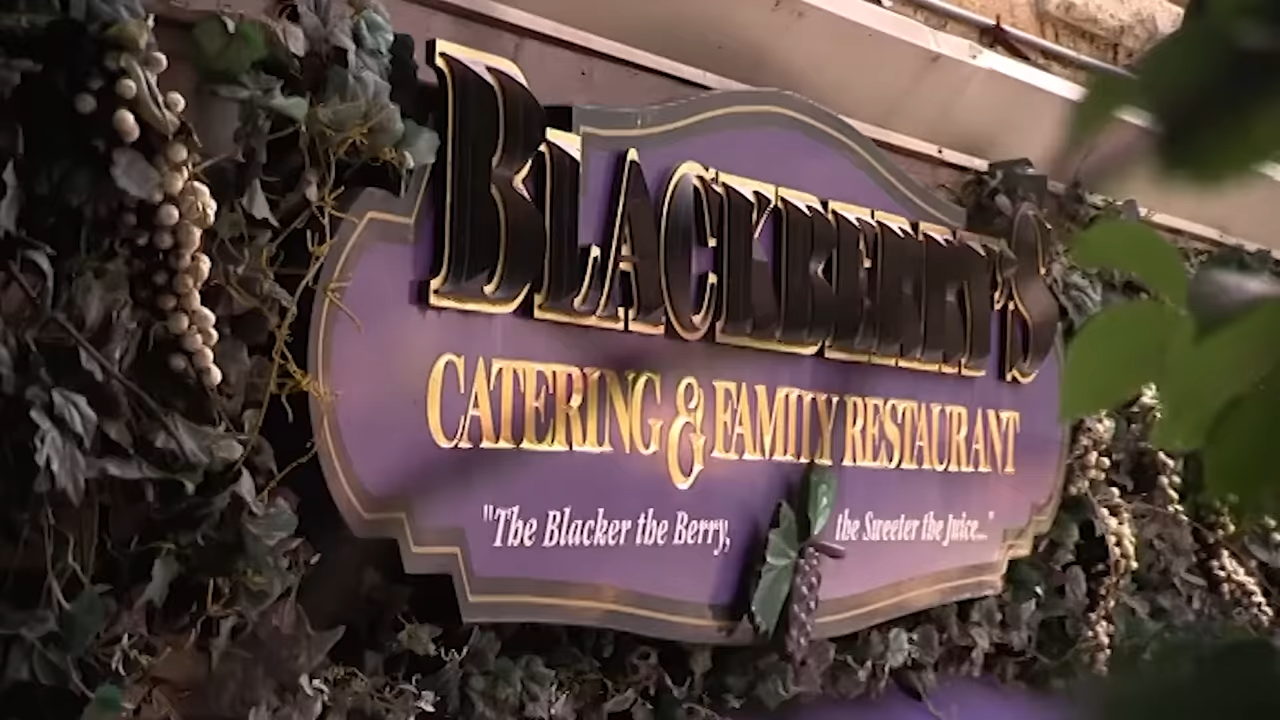 BLACKBERRY'S
CATERING & FAMILY RESTAURANT
"The Blacker the Berry, the Sweeter the Juice..."